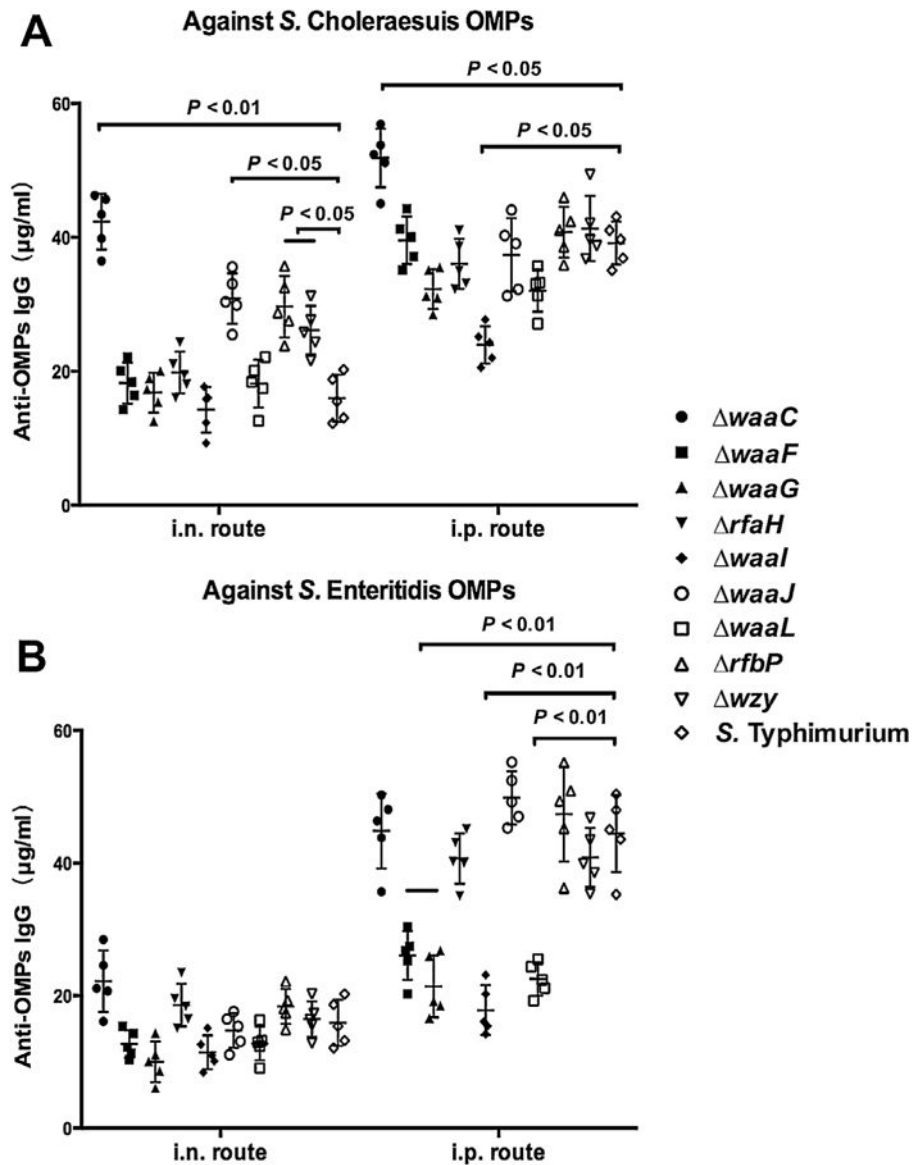 A
Against S. Choleraesuis OMPs
P < 0.05
P < 0.01
P < 0.05
P < 0.05
P < 0.05
Anti-OMPs IgG (μg/ml)
60
40
20
0
i.n. route
i.p. route
ΔwaaC
ΔwaaF
ΔwaaG
ΔrfaH
ΔwaaI
ΔwaaJ
ΔwaaL
ΔrfbP
Δwzy
S. Typhimurium
B
Against S. Enteritidis OMPs
P < 0.01
P < 0.01
P < 0.01
Anti-OMPs IgG (μg/ml)
60
40
20
0
i.n. route
i.p. route